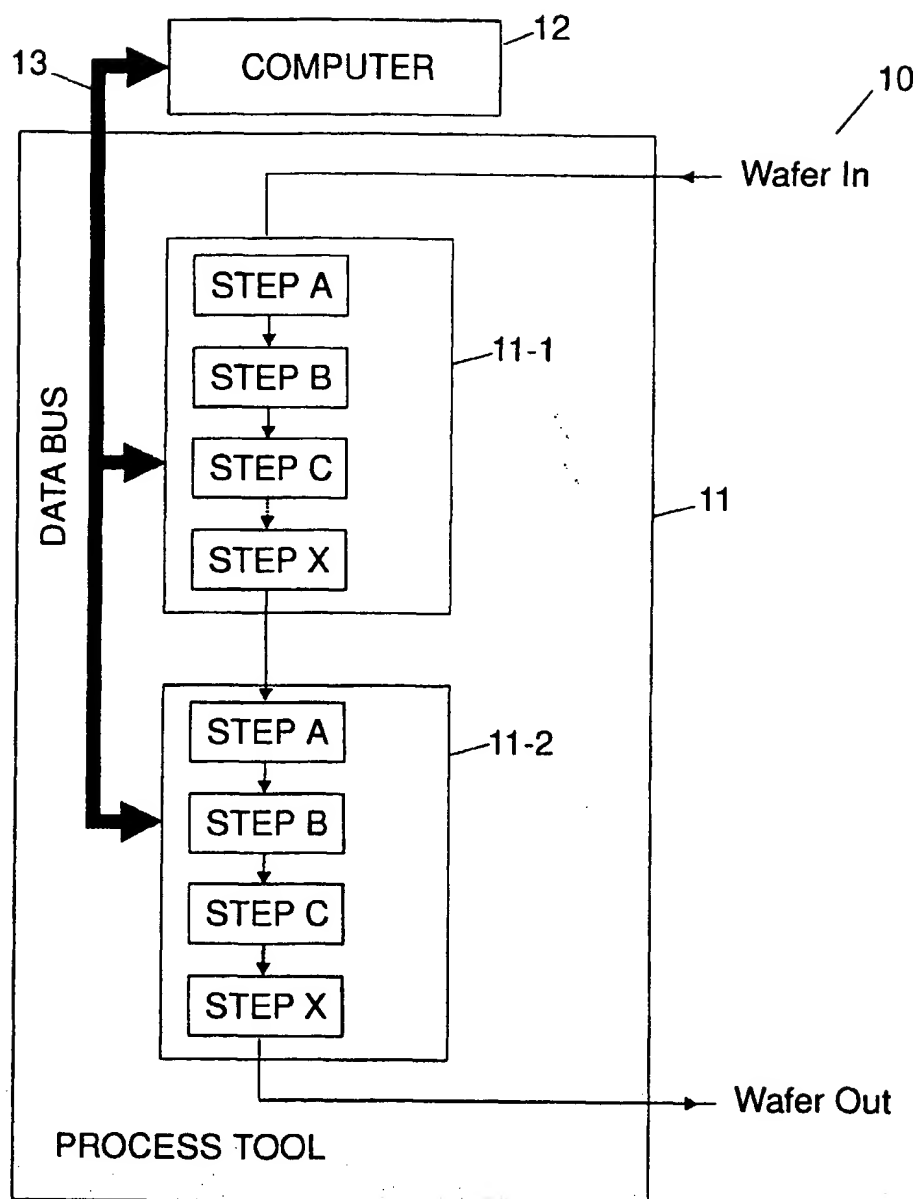 12
COMPUTER
13
10
Wafer In
STEP A
11-1
STEP B
STEP C
STEP X
DATA BUS
11
STEP A
11-2
STEP B
STEP C
STEP X
Wafer Out
PROCESS TOOL